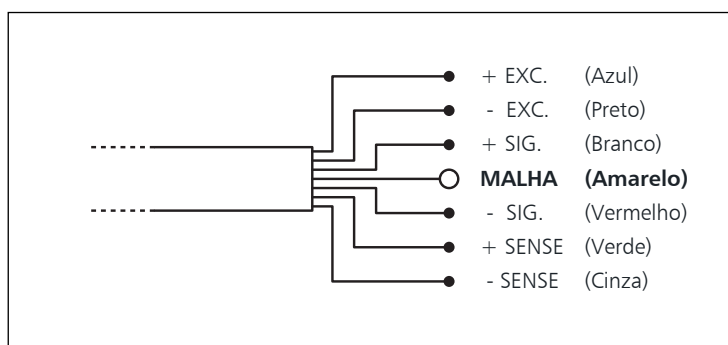 + EXC. (Azul)
- EXC. (Preto)
+ SIG. (Branco)
MALHA (Amarelo)
- SIG. (Vermelho)
+ SENSE (Verde)
- SENSE (Cinza)